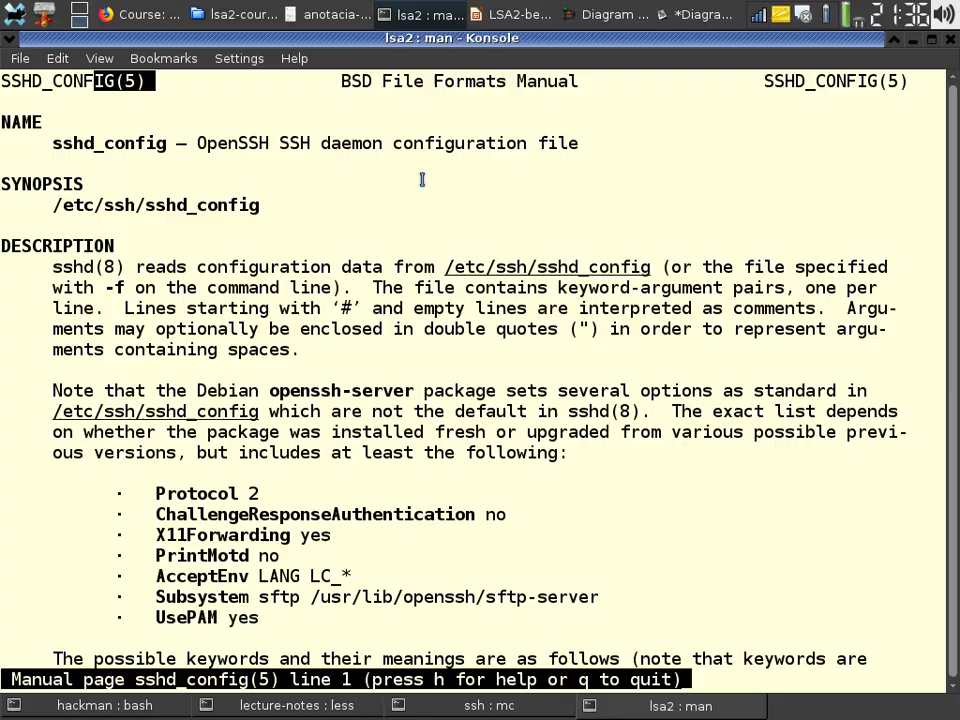 Course: ...
lsa2-cour...
anotacia-...
lsa2 : ma...
LSA2-be...
Diagram ...
*Diagra...
21:36
lsa2 : man - Konsole
File Edit View Bookmarks Settings Help
SSHD_CONFIG(5) BSD File Formats Manual SSHD_CONFIG(5)
NAME
sshd_config — OpenSSH SSH daemon configuration file
SYNOPSIS
/etc/ssh/sshd_config
DESCRIPTION
sshd(8) reads configuration data from /etc/ssh/sshd_config (or the file specified
with -f on the command line).  The file contains keyword-argument pairs, one per
line.  Lines starting with ‘#’ and empty lines are interpreted as comments.  Argu-
ments may optionally be enclosed in double quotes (") in order to represent argu-
ments containing spaces.
Note that the Debian openssh-server package sets several options as standard in
/etc/ssh/sshd_config which are not the default in sshd(8).  The exact list depends
on whether the package was installed fresh or upgraded from various possible previ-
ous versions, but includes at least the following:
· Protocol 2
· ChallengeResponseAuthentication no
· X11Forwarding yes
· PrintMotd no
· AcceptEnv LANG LC_*
· Subsystem sftp /usr/lib/openssh/sftp-server
· UsePAM yes
The possible keywords and their meanings are as follows (note that keywords are
Manual page sshd_config(5) line 1 (press h for help or q to quit)
hackman : bash
lecture-notes : less
ssh : mc
lsa2 : man